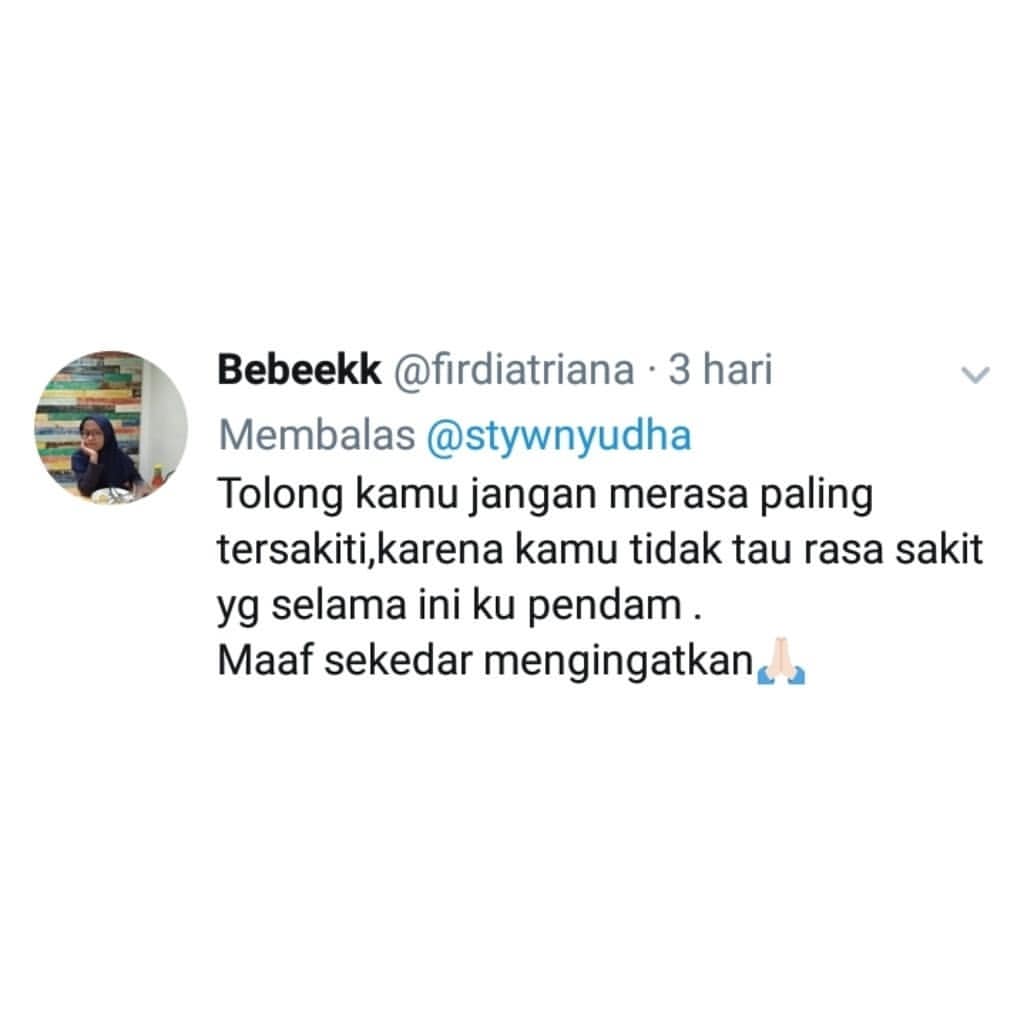 Bebeekk @firdiatriana · 3 hari
Membalas @stywnyudha
Tolong kamu jangan merasa paling
tersakiti,karena kamu tidak tau rasa sakit
yg selama ini ku pendam .
Maaf sekedar mengingatkan🙏🏻